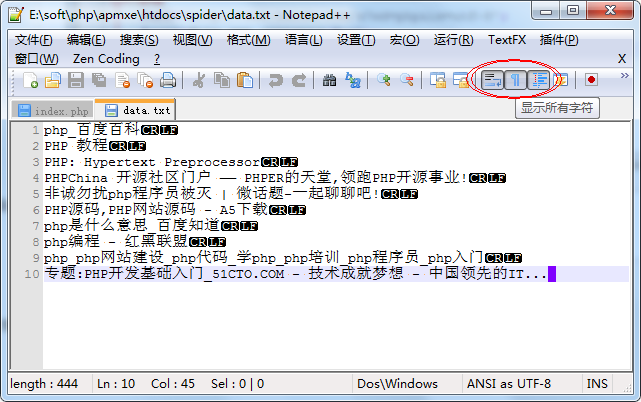 E:\soft\php\apmxe\htdocs\spider\data.txt - Notepad++
文件(F) 编辑(E) 搜索(S) 视图(V) 格式(M) 语言(L) 设置(T) 宏(O) 运行(R) TextFX 插件(P)
窗口(W) Zen Coding ? X
index.php data.txt
显示所有字符
1 php_百度百科CRLF
2 PHP 教程CRLF
3 PHP: Hypertext PreprocessorCRLF
4 PHPChina 开源社区门户 —— PHPER的天堂,领跑PHP开源事业!CRLF
5 非诚勿扰php程序员被灭 | 微话题-一起聊聊吧!CRLF
6 PHP源码,PHP网站源码 - A5下载CRLF
7 php是什么意思_百度知道CRLF
8 php编程 - 红黑联盟CRLF
9 php_php网站建设_php代码_学php_php培训_php程序员_php入门CRLF
10 专题:PHP开发基础入门_51CTO.COM - 技术成就梦想 - 中国领先的IT...
length : 444 Ln : 10 Col : 45 Sel : 0 | 0 Dos\Windows ANSI as UTF-8 INS